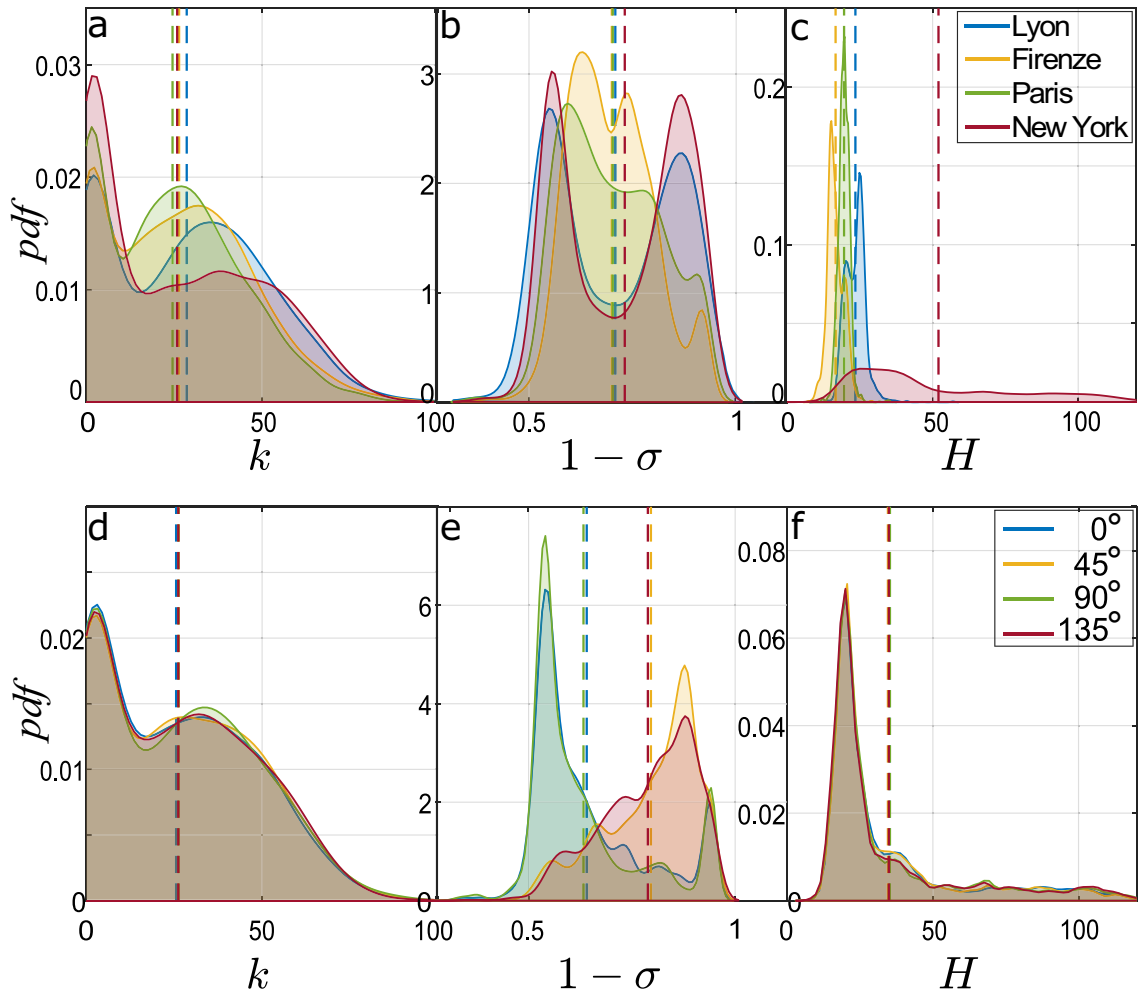 a
b
c
Lyon
Firenze
Paris
New York
pdf
0.03
0.02
0.01
0
0 50 100
k
3
2
1
0
0.5 1
1 − σ
0.2
0.1
0
0 50 100
H
d
e
f
0°
45°
90°
135°
pdf
0.02
0.01
0
0 50 100
k
6
4
2
0
0.5 1
1 − σ
0.08
0.06
0.04
0.02
0
0 50 100
H